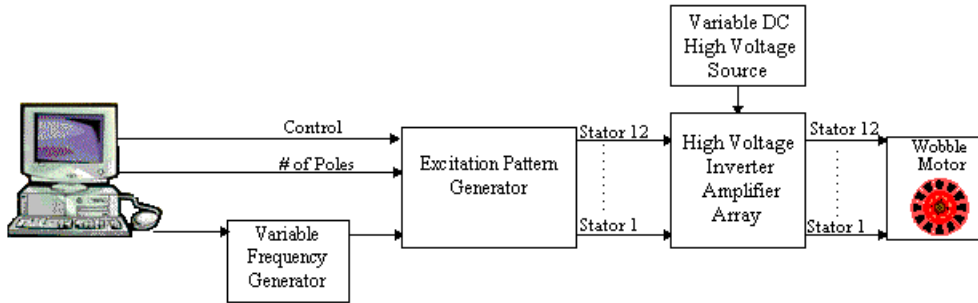 Variable DC
High Voltage
Source
Control
# of Poles
Variable
Frequency
Generator
Excitation Pattern
Generator
Stator 12
Stator 1
High Voltage
Inverter
Amplifier
Array
Stator 12
Stator 1
Wobble
Motor